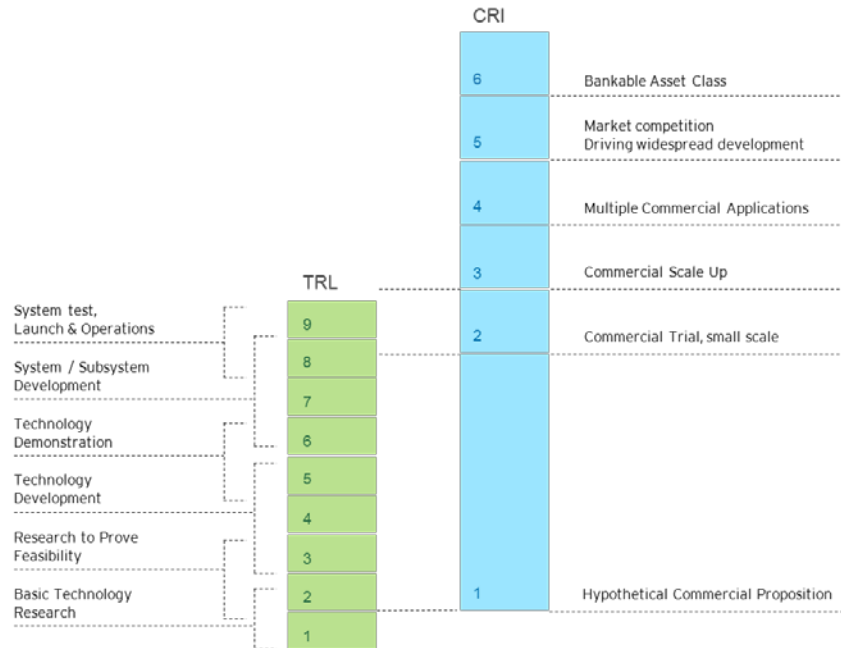 CRI
6
Bankable Asset Class
Market competition
5
Driving widespread development
4
Multiple Commercial Applications
3
Commercial Scale Up
TRL
System test,
Launch & Operations
9
2
Commercial Trial, small scale
System / Subsystem
Development
8
7
Technology
Demonstration
6
Technology
Development
5
4
Research to Prove
Feasibility
3
Basic Technology
Research
2
1
Hypothetical Commercial Proposition
1